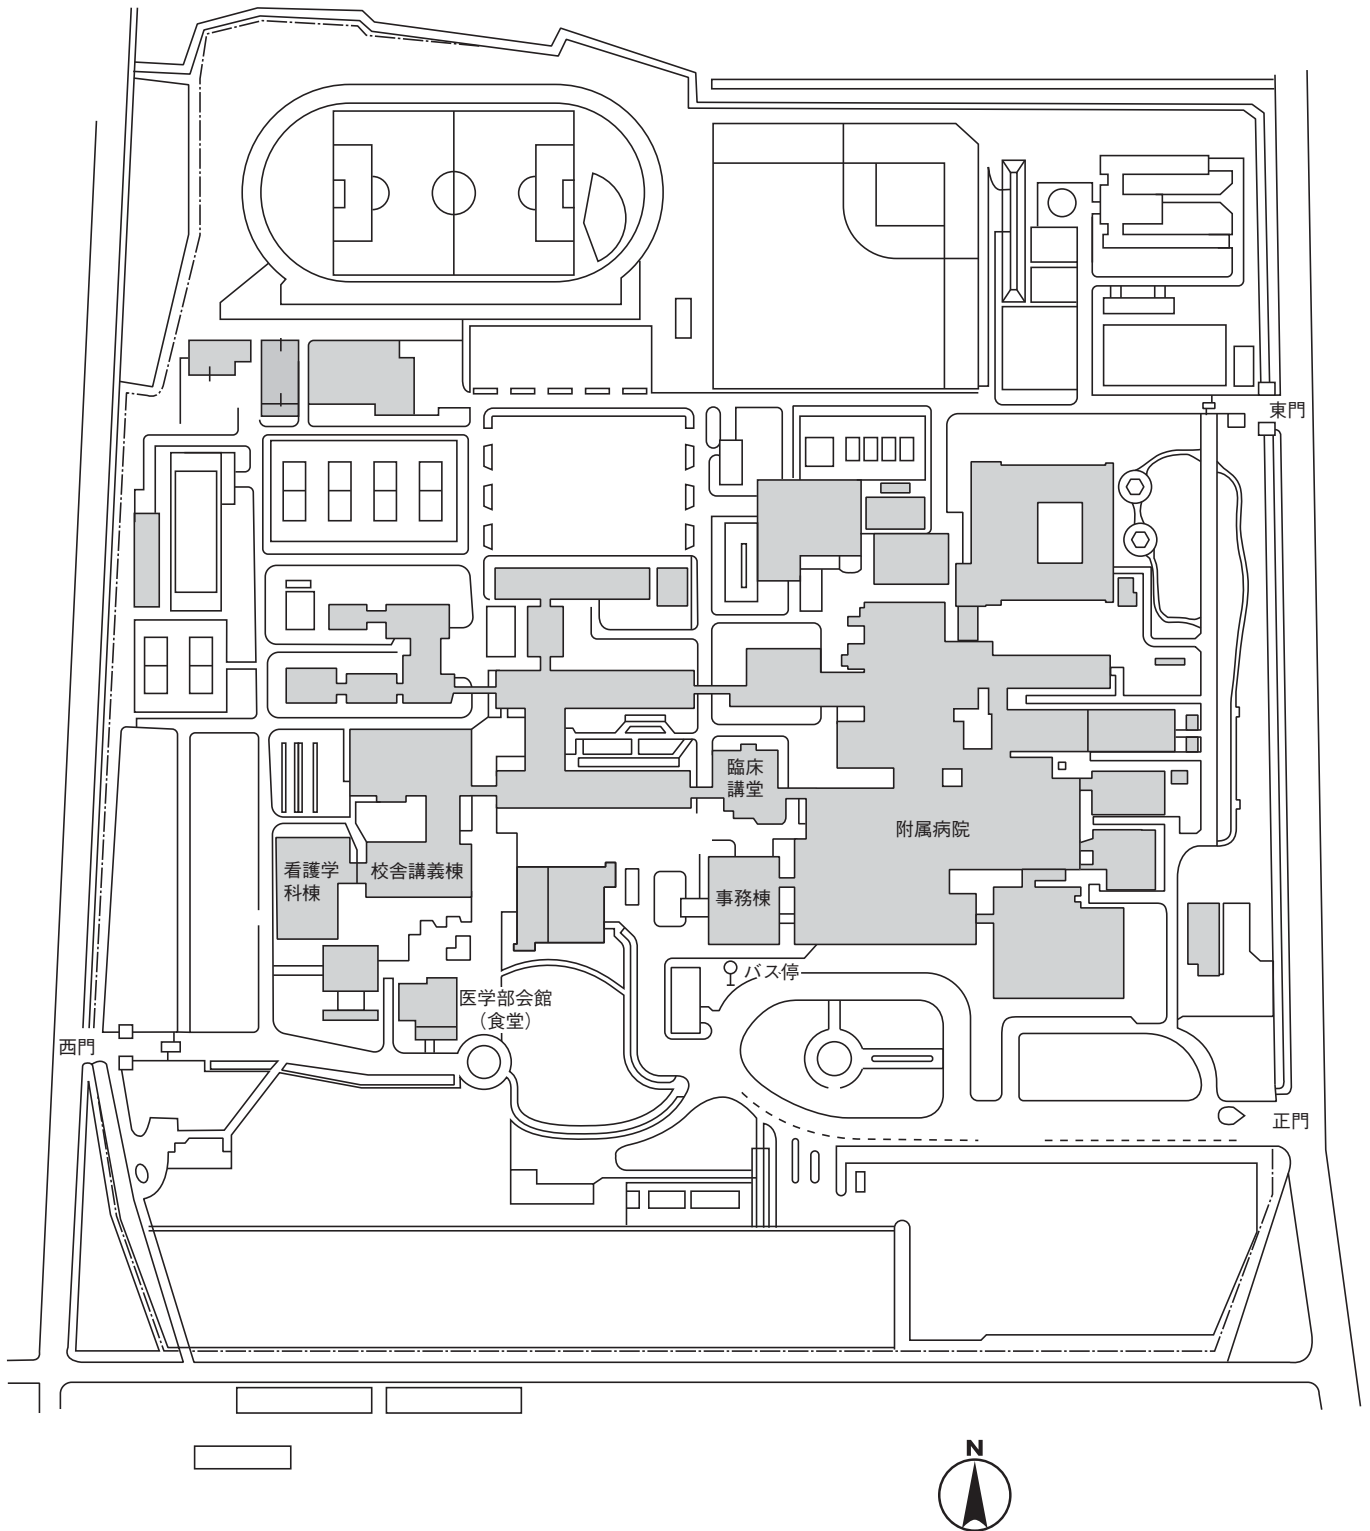 東門
臨床
講堂
附属病院
看護学
科棟
校舎講義棟
事務棟
バス停
医学部会館
（食堂）
西門
正門
N